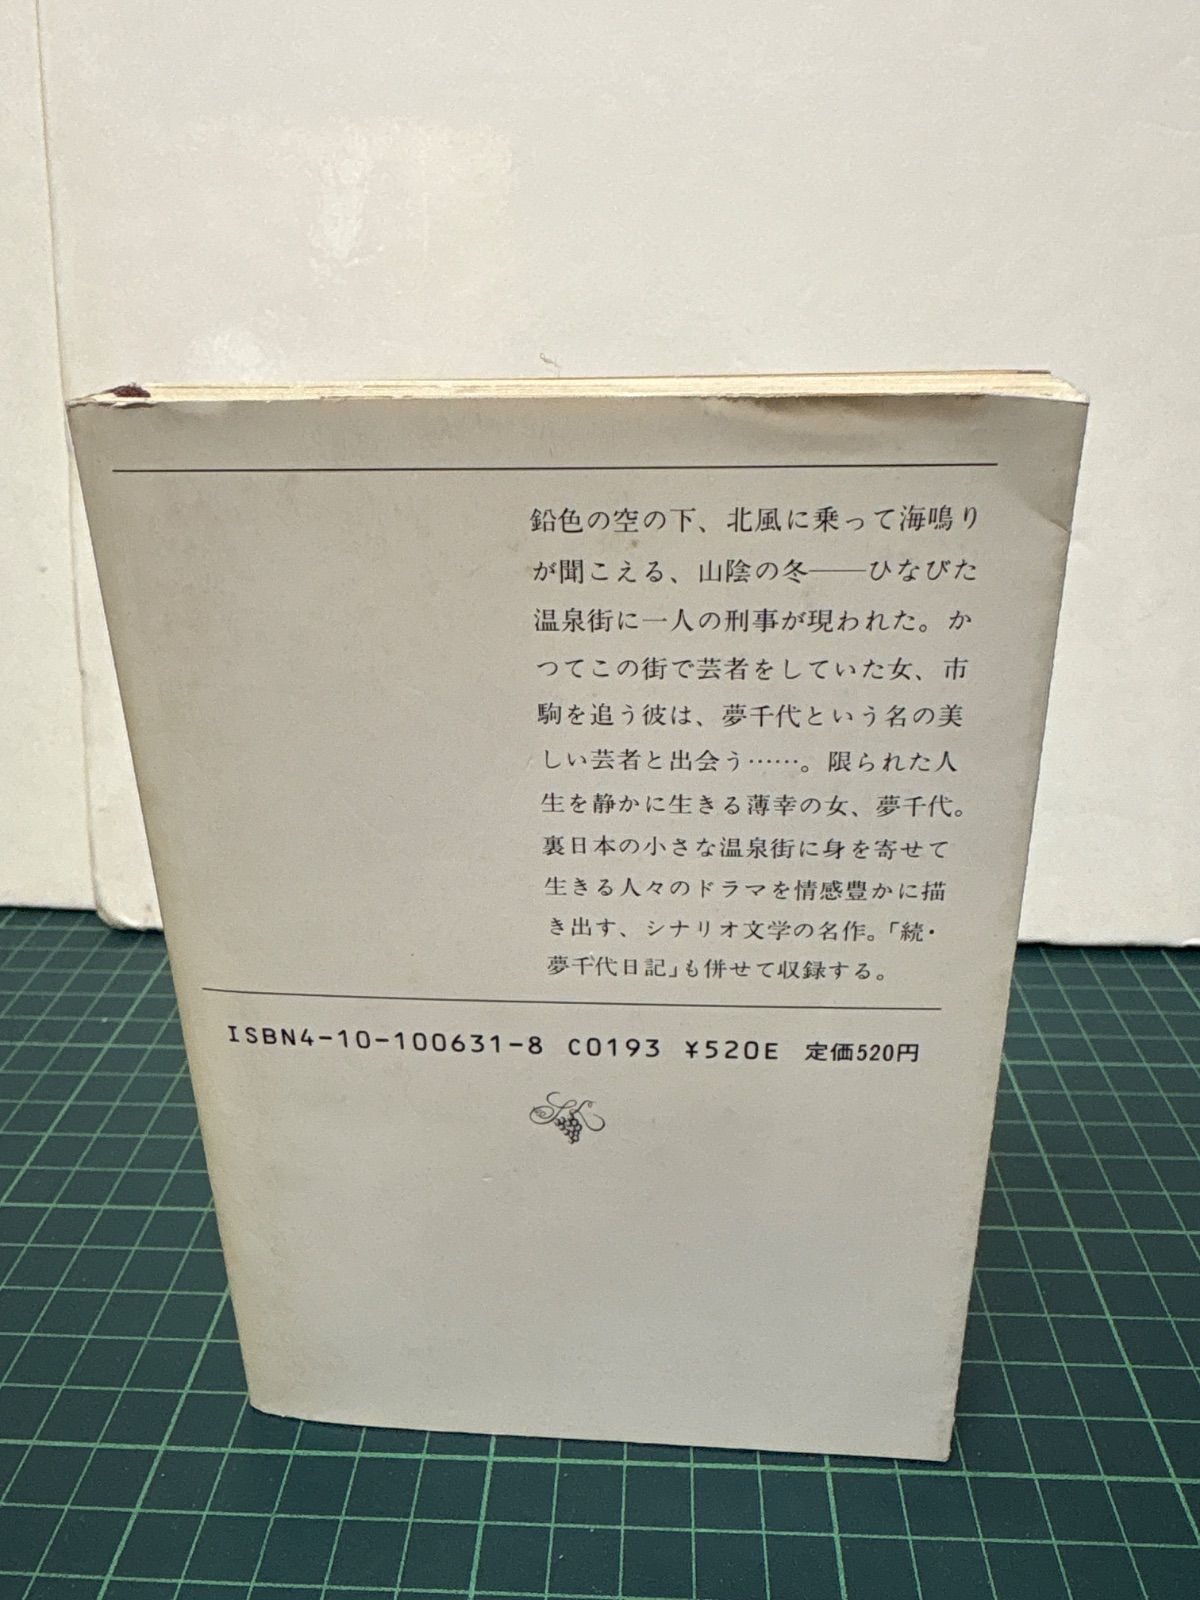 鉛色の空の下、北風に乗って海鳴り
が聞こえる、山陰の冬――ひなびた
温泉街に一人の刑事が現われた。か
つてこの街で芸者をしていた女、市
駒を追う彼は、夢千代という名の美
しい芸者と出会う……。限られた人
生を静かに生きる薄幸の女、夢千代。
裏日本の小さな温泉街に身を寄せて
生きる人々のドラマを情感豊かに描
き出す、シナリオ文学の名作。「続・
夢千代日記」も併せて収録する。
ISBN4-10-100631-8 C0193 ¥520E 定価520円